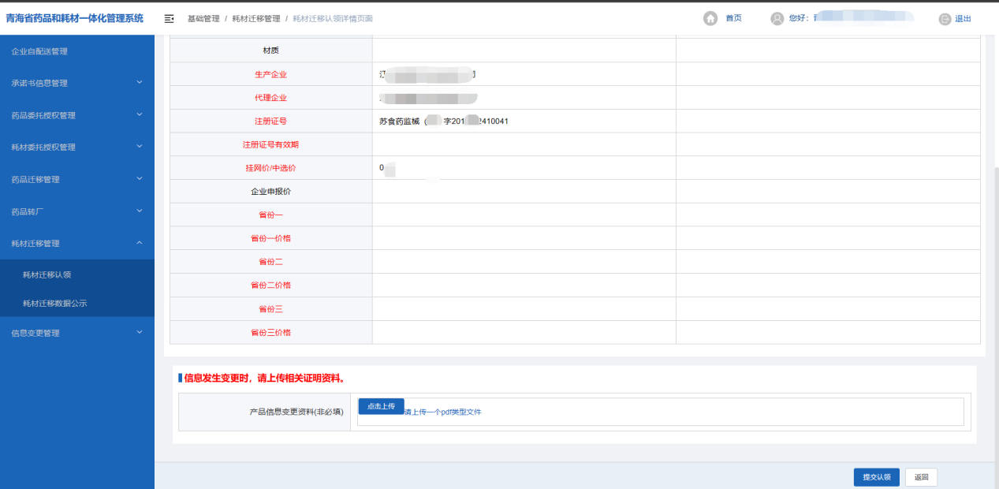 青海省药品和耗材一体化管理系统
基础管理 / 耗材迁移管理 / 耗材迁移认领详情页面
首页
您好：
退出
企业自配送管理
承诺书信息管理
药品委托授权管理
耗材委托授权管理
药品迁移管理
药品转厂
耗材迁移管理
耗材迁移认领
耗材迁移数据公示
信息变更管理
材质
生产企业
代理企业
注册证号 苏食药监械（ 字201 2410041
注册证号有效期
挂网价/中选价 0
企业申报价
省份一
省份一价格
省份二
省份二价格
省份三
省份三价格
信息发生变更时，请上传相关证明资料。
产品信息变更资料(非必填) 点击上传 请上传一个pdf类型文件
提交认领 返回